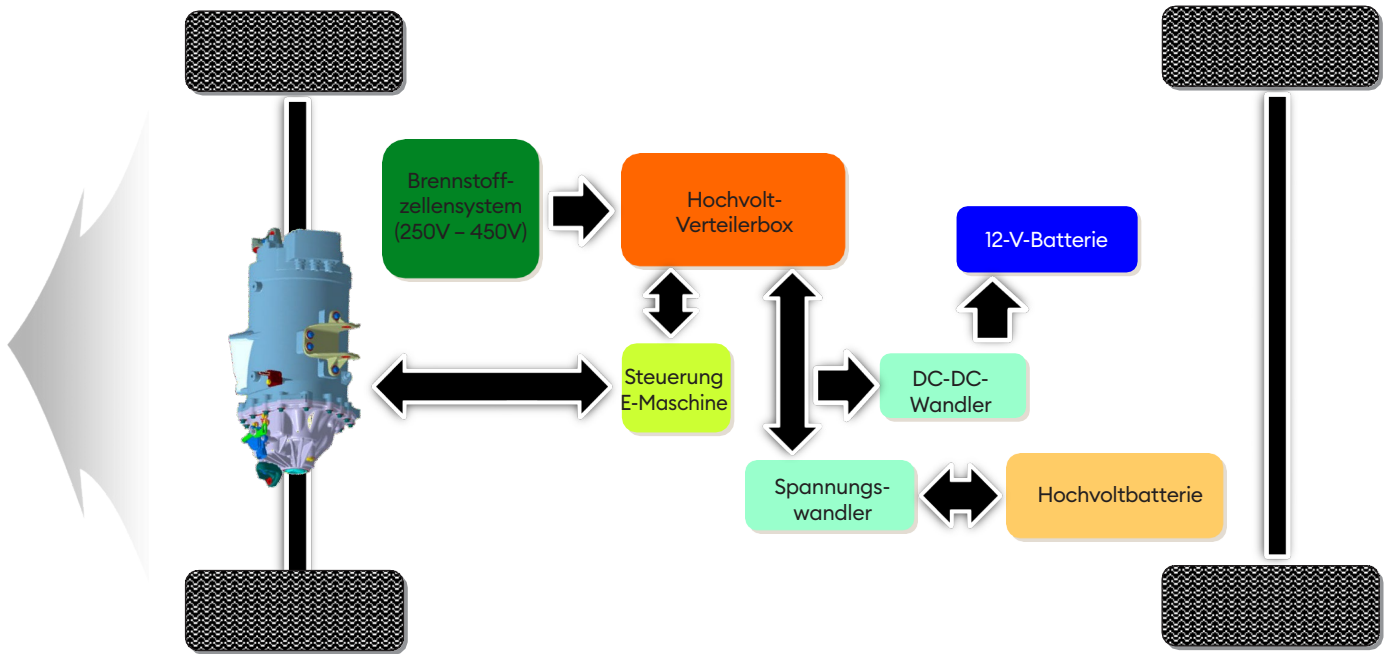 Brennstoff-
zellensystem
(250V – 450V)
Hochvolt-
Verteilerbox
12-V-Batterie
Steuerung
E-Maschine
DC-DC-
Wandler
Spannungs-
wandler
Hochvoltbatterie